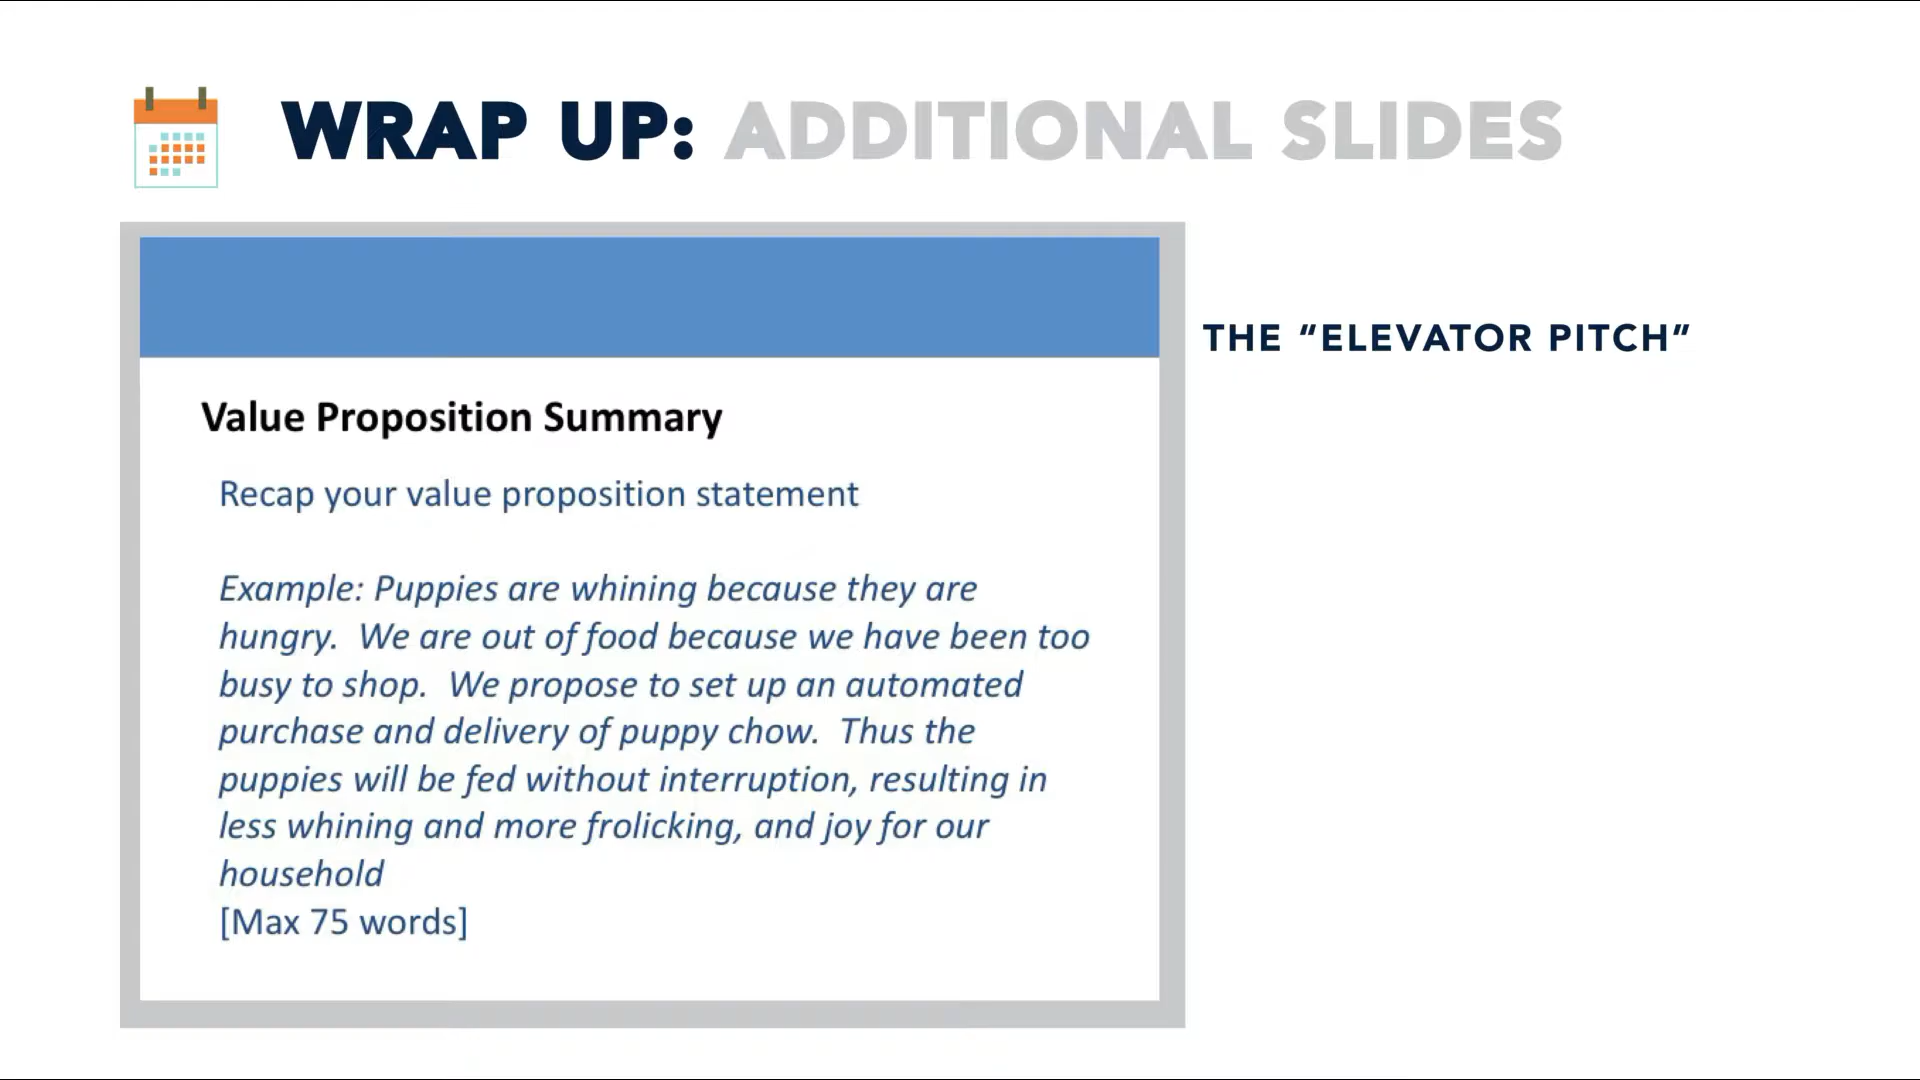 WRAP UP: ADDITIONAL SLIDES
THE “ELEVATOR PITCH”
Value Proposition Summary
Recap your value proposition statement
Example: Puppies are whining because they are
hungry.  We are out of food because we have been too
busy to shop.  We propose to set up an automated
purchase and delivery of puppy chow.  Thus the
puppies will be fed without interruption, resulting in
less whining and more frolicking, and joy for our
household
[Max 75 words]